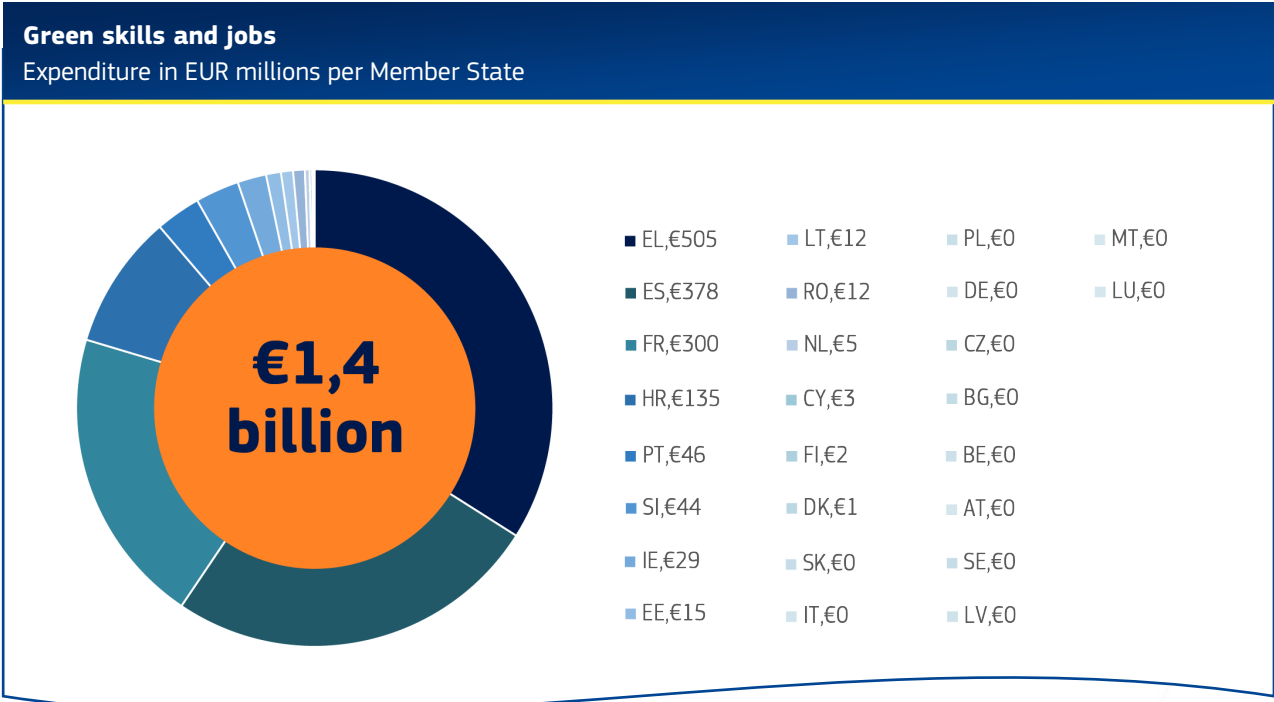 Green skills and jobs
Expenditure in EUR millions per Member State
€1,4
billion
EL,€505
ES,€378
FR,€300
HR,€135
PT,€46
SI,€44
IE,€29
EE,€15
LT,€12
RO,€12
NL,€5
CY,€3
FI,€2
DK,€1
SK,€0
IT,€0
PL,€0
DE,€0
CZ,€0
BG,€0
BE,€0
AT,€0
SE,€0
LV,€0
MT,€0
LU,€0